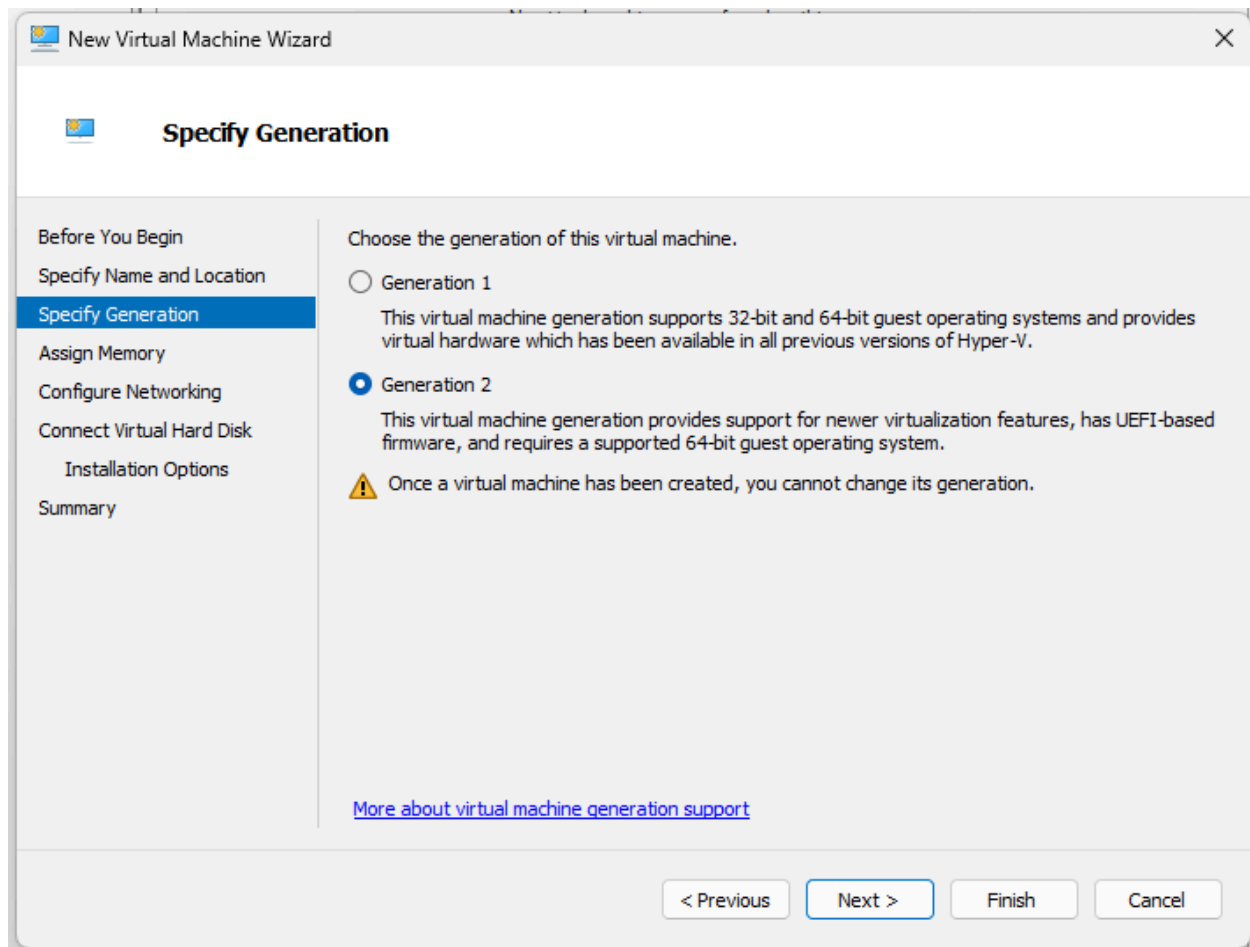 New Virtual Machine Wizard
Specify Generation
Before You Begin
Specify Name and Location
Specify Generation
Assign Memory
Configure Networking
Connect Virtual Hard Disk
Installation Options
Summary
Choose the generation of this virtual machine.
Generation 1
This virtual machine generation supports 32-bit and 64-bit guest operating systems and provides
virtual hardware which has been available in all previous versions of Hyper-V.
Generation 2
This virtual machine generation provides support for newer virtualization features, has UEFI-based
firmware, and requires a supported 64-bit guest operating system.
Once a virtual machine has been created, you cannot change its generation.
More about virtual machine generation support
< Previous
Next >
Finish
Cancel